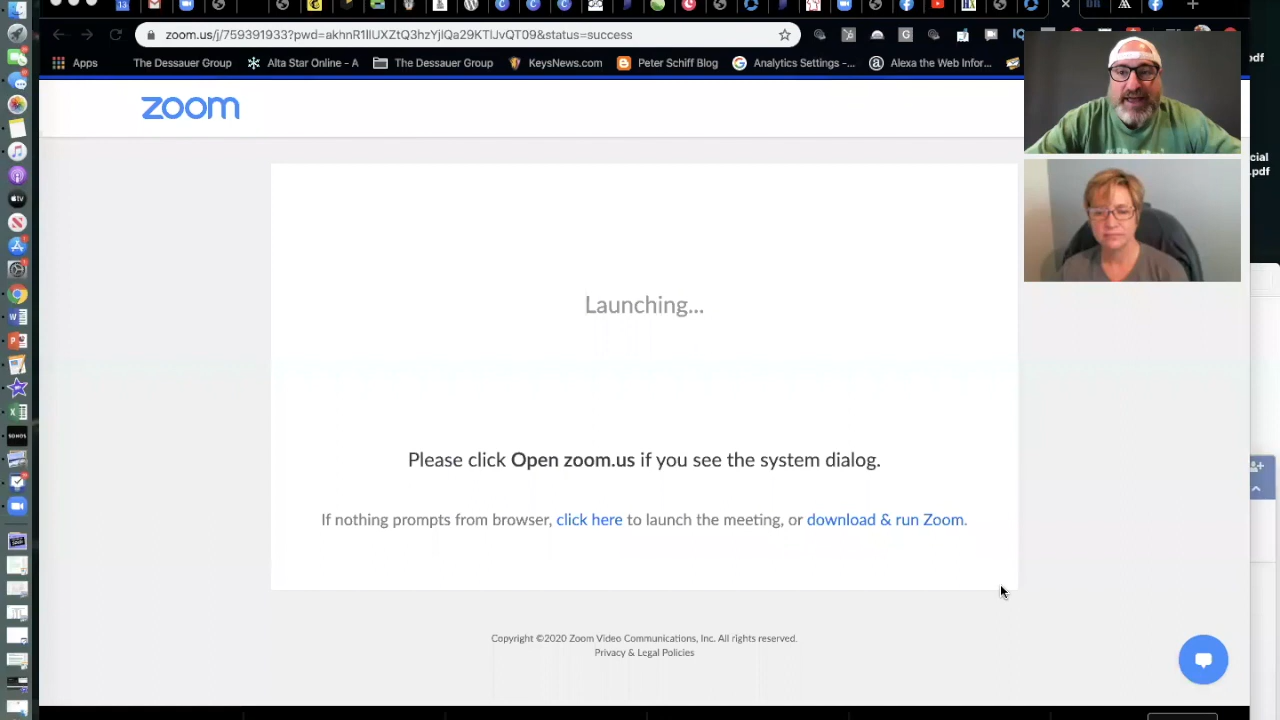 zoom.us/j/759391933?pwd=akhnR1lIUXZtQ3hzYjlQa29KTlJvQT09&status=success
Apps
The Dessauer Group
Alta Star Online - A
The Dessauer Group
KeysNews.com
Peter Schiff Blog
Analytics Settings -...
Alexa the Web Infor...
zoom
cial
.pdf
Launching...
Please click Open zoom.us if you see the system dialog.
If nothing prompts from browser, click here to launch the meeting, or download & run Zoom.
Copyright ©2020 Zoom Video Communications, Inc. All rights reserved.
Privacy & Legal Policies